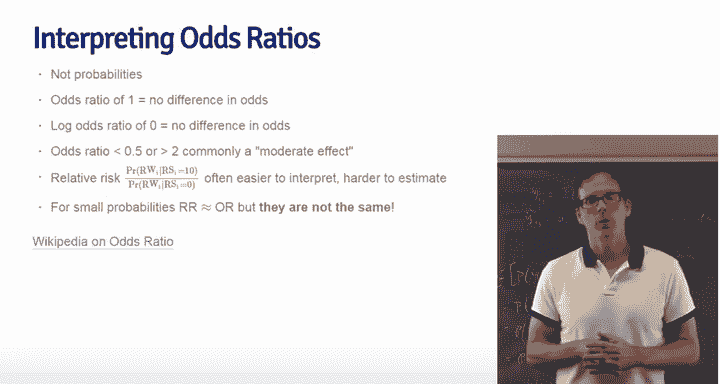 Interpreting Odds Ratios
· Not probabilities
· Odds ratio of 1 = no difference in odds
· Log odds ratio of 0 = no difference in odds
· Odds ratio < 0.5 or > 2 commonly a "moderate effect"
· Relative risk Pr(RWᵢ|RSᵢ=10)/Pr(RWᵢ|RSᵢ=0) often easier to interpret, harder to estimate
· For small probabilities RR ≈ OR but they are not the same!
Wikipedia on Odds Ratio